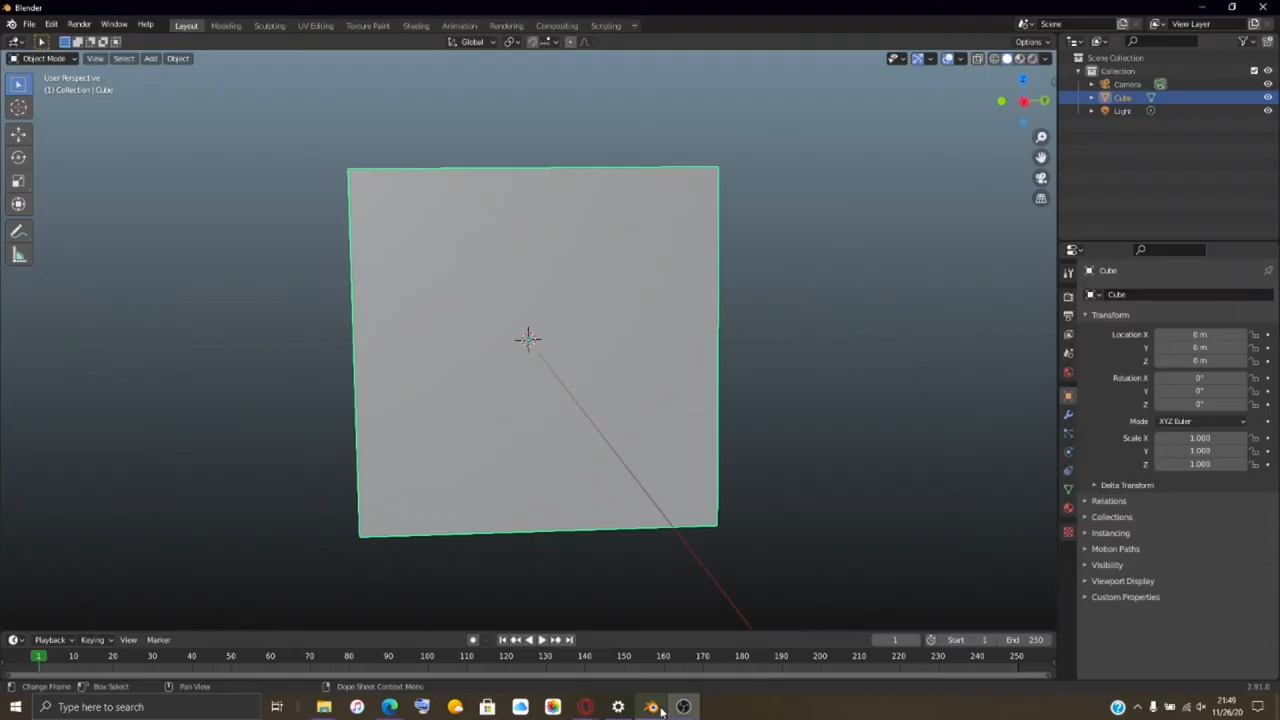 Blender
File Edit Render Window Help Layout Modeling Sculpting UV Editing Texture Paint Shading Animation Rendering Compositing Scripting + Scene View Layer
Global Options
Object Mode View Select Add Object
User Perspective
(1) Collection | Cube
Z
X
Y
Scene Collection
Collection
Camera
Cube
Light
Cube
Cube
Transform
Location X 0 m
Y 0 m
Z 0 m
Rotation X 0°
Y 0°
Z 0°
Mode XYZ Euler
Scale X 1.000
Y 1.000
Z 1.000
Delta Transform
Relations
Collections
Instancing
Motion Paths
Visibility
Viewport Display
Custom Properties
Playback Keying View Marker 1 Start 1 End 250
1 10 20 30 40 50 60 70 80 90 100 110 120 130 140 150 160 170 180 190 200 210 220 230 240 250
Change Frame Box Select Pan View Dope Sheet Context Menu 2.91.0
Type here to search
21:49
11/26/20